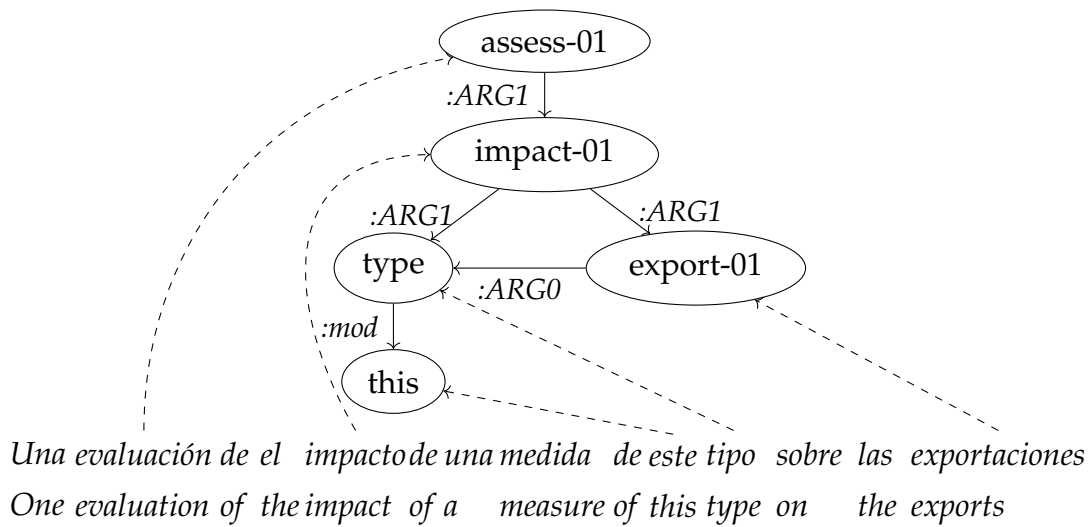 assess-01
:ARG1
impact-01
:ARG1 :ARG1
type export-01
:ARG0
:mod
this
Una evaluación de el impacto de una medida de este tipo sobre las exportaciones
One evaluation of the impact of a measure of this type on the exports